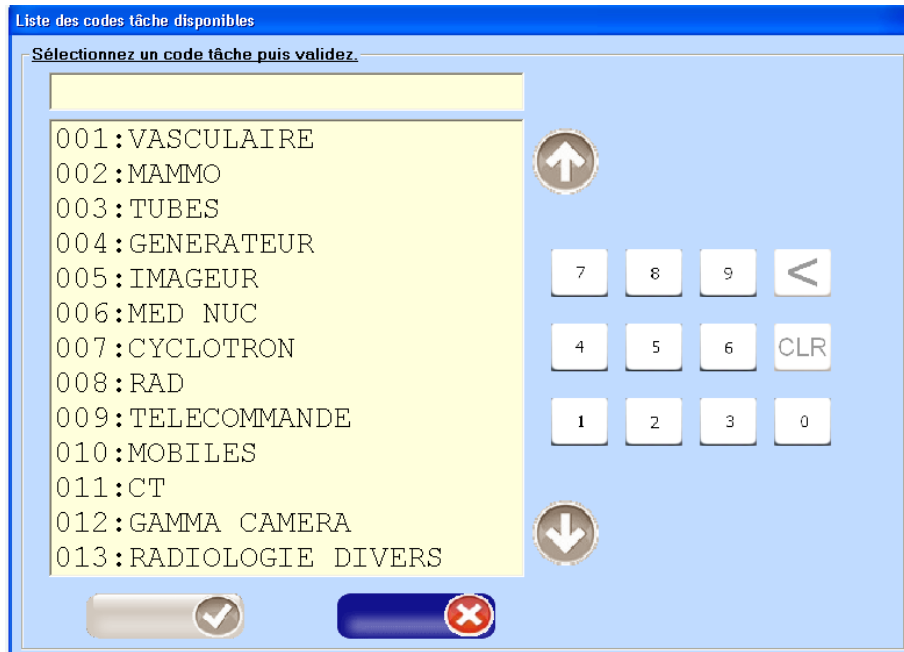 Liste des codes tâche disponibles
Sélectionnez un code tâche puis validez.
001:VASCULAIRE
002:MAMMO
003:TUBES
004:GENERATEUR
005:IMAGEUR
006:MED NUC
007:CYCLOTRON
008:RAD
009:TELECOMMANDE
010:MOBILES
011:CT
012:GAMMA CAMERA
013:RADIOLOGIE DIVERS
7 8 9 <
4 5 6 CLR
1 2 3 0